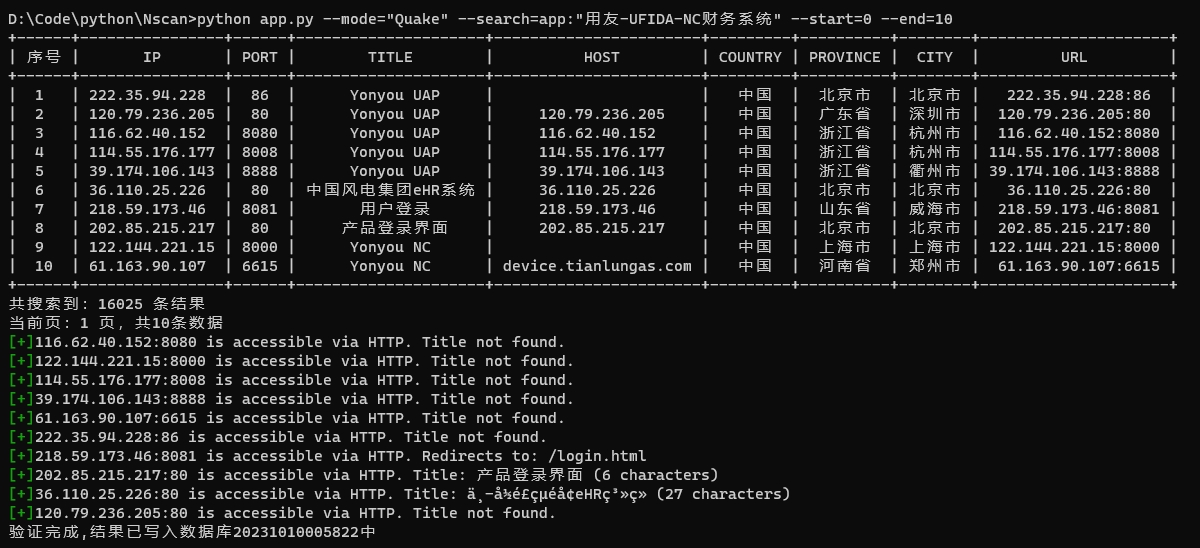 D:\Code\python\Nscan>python app.py --mode="Quake" --search=app:"用友-UFIDA-NC财务系统" --start=0 --end=10
+------+----------------+------+---------------------+-----------------------+---------+----------+--------+---------------------+
| 序号 | IP | PORT | TITLE | HOST | COUNTRY | PROVINCE | CITY | URL |
+------+----------------+------+---------------------+-----------------------+---------+----------+--------+---------------------+
| 1 | 222.35.94.228 | 86 | Yonyou UAP | | 中国 | 北京市 | 北京市 | 222.35.94.228:86 |
| 2 | 120.79.236.205 | 80 | Yonyou UAP | 120.79.236.205 | 中国 | 广东省 | 深圳市 | 120.79.236.205:80 |
| 3 | 116.62.40.152 | 8080 | Yonyou UAP | 116.62.40.152 | 中国 | 浙江省 | 杭州市 | 116.62.40.152:8080 |
| 4 | 114.55.176.177 | 8008 | Yonyou UAP | 114.55.176.177 | 中国 | 浙江省 | 杭州市 | 114.55.176.177:8008 |
| 5 | 39.174.106.143 | 8888 | Yonyou UAP | 39.174.106.143 | 中国 | 浙江省 | 衢州市 | 39.174.106.143:8888 |
| 6 | 36.110.25.226 | 80 | 中国风电集团eHR系统 | 36.110.25.226 | 中国 | 北京市 | 北京市 | 36.110.25.226:80 |
| 7 | 218.59.173.46 | 8081 | 用户登录 | 218.59.173.46 | 中国 | 山东省 | 威海市 | 218.59.173.46:8081 |
| 8 | 202.85.215.217 | 80 | 产品登录界面 | 202.85.215.217 | 中国 | 北京市 | 北京市 | 202.85.215.217:80 |
| 9 | 122.144.221.15 | 8000 | Yonyou NC | | 中国 | 上海市 | 上海市 | 122.144.221.15:8000 |
| 10 | 61.163.90.107 | 6615 | Yonyou NC | device.tianlungas.com | 中国 | 河南省 | 郑州市 | 61.163.90.107:6615 |
+------+----------------+------+---------------------+-----------------------+---------+----------+--------+---------------------+
共搜索到: 16025 条结果
当前页: 1 页, 共10条数据
[+]116.62.40.152:8080 is accessible via HTTP. Title not found.
[+]122.144.221.15:8000 is accessible via HTTP. Title not found.
[+]114.55.176.177:8008 is accessible via HTTP. Title not found.
[+]39.174.106.143:8888 is accessible via HTTP. Title not found.
[+]61.163.90.107:6615 is accessible via HTTP. Title not found.
[+]222.35.94.228:86 is accessible via HTTP. Title not found.
[+]218.59.173.46:8081 is accessible via HTTP. Redirects to: /login.html
[+]202.85.215.217:80 is accessible via HTTP. Title: 产品登录界面 (6 characters)
[+]36.110.25.226:80 is accessible via HTTP. Title: ä¸-å½é£çµéå¢eHRç³»ç» (27 characters)
[+]120.79.236.205:80 is accessible via HTTP. Title not found.
验证完成,结果已写入数据库20231010005822中